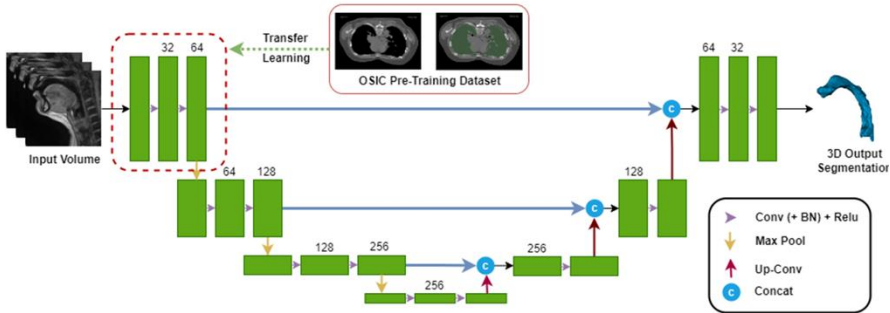 32 64
Transfer
Learning
OSIC Pre-Training Dataset
64 32
Input Volume
C
3D Output
Segmentation
64 128
128
C
128 256
256
C
256
Conv (+ BN) + Relu
Max Pool
Up-Conv
C Concat